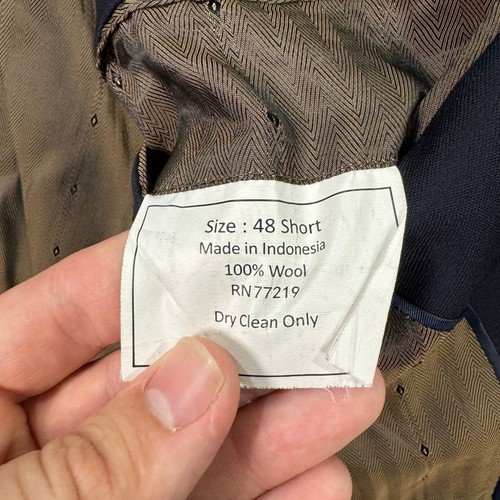 Size : 48 Short
Made in Indonesia
100% Wool
RN77219
Dry Clean Only